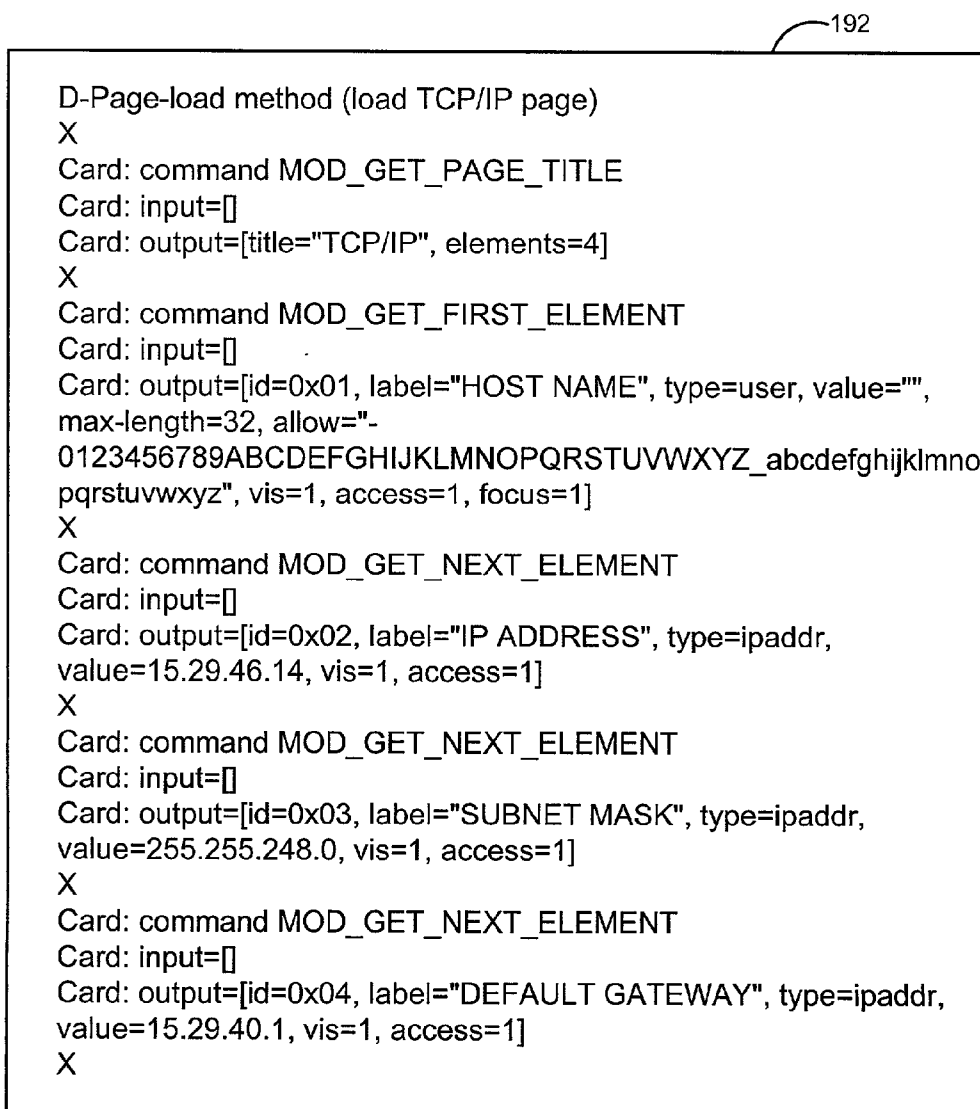 192
D-Page-load method (load TCP/IP page)
X
Card: command MOD_GET_PAGE_TITLE
Card: input=[]
Card: output=[title="TCP/IP", elements=4]
X
Card: command MOD_GET_FIRST_ELEMENT
Card: input=[]
Card: output=[id=0x01, label="HOST NAME", type=user, value="",
max-length=32, allow="-
0123456789ABCDEFGHIJKLMNOPQRSTUVWXYZ_abcdefghijklmno
pqrstuvwxyz", vis=1, access=1, focus=1]
X
Card: command MOD_GET_NEXT_ELEMENT
Card: input=[]
Card: output=[id=0x02, label="IP ADDRESS", type=ipaddr,
value=15.29.46.14, vis=1, access=1]
X
Card: command MOD_GET_NEXT_ELEMENT
Card: input=[]
Card: output=[id=0x03, label="SUBNET MASK", type=ipaddr,
value=255.255.248.0, vis=1, access=1]
X
Card: command MOD_GET_NEXT_ELEMENT
Card: input=[]
Card: output=[id=0x04, label="DEFAULT GATEWAY", type=ipaddr,
value=15.29.40.1, vis=1, access=1]
X